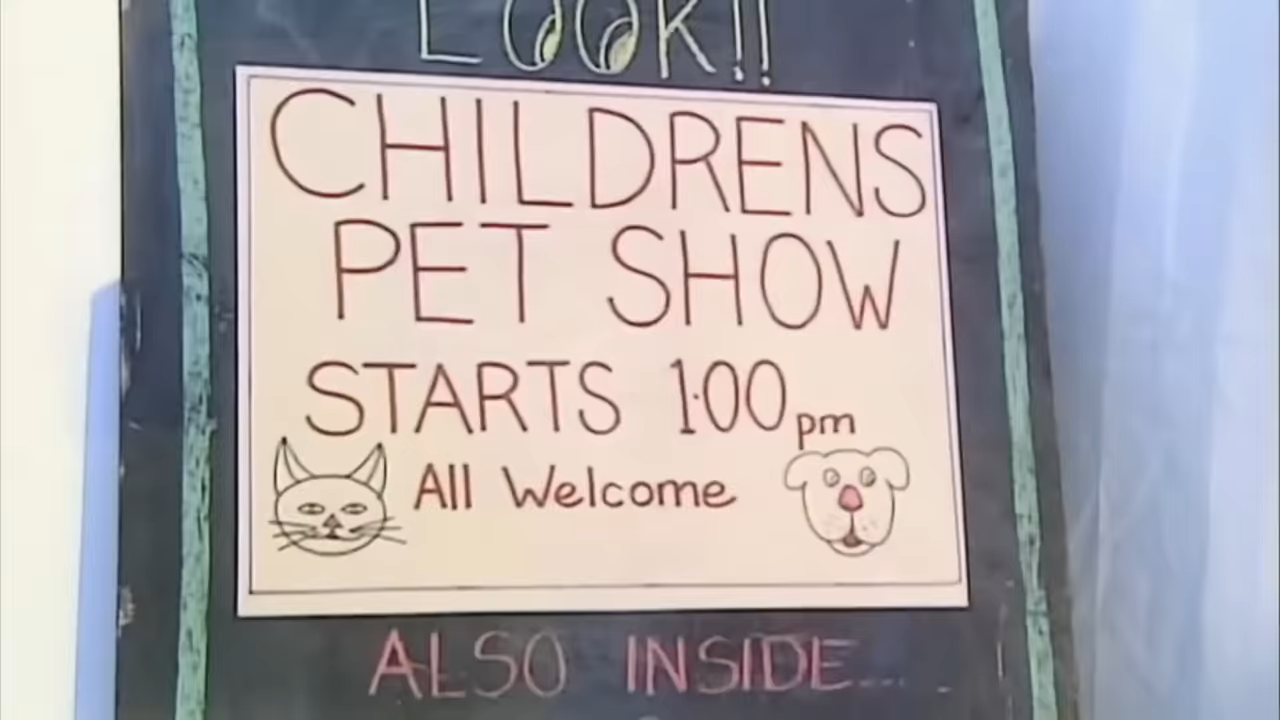 LOOK!!
CHILDRENS
PET SHOW
STARTS 1:00 pm
All Welcome
ALSO INSIDE...